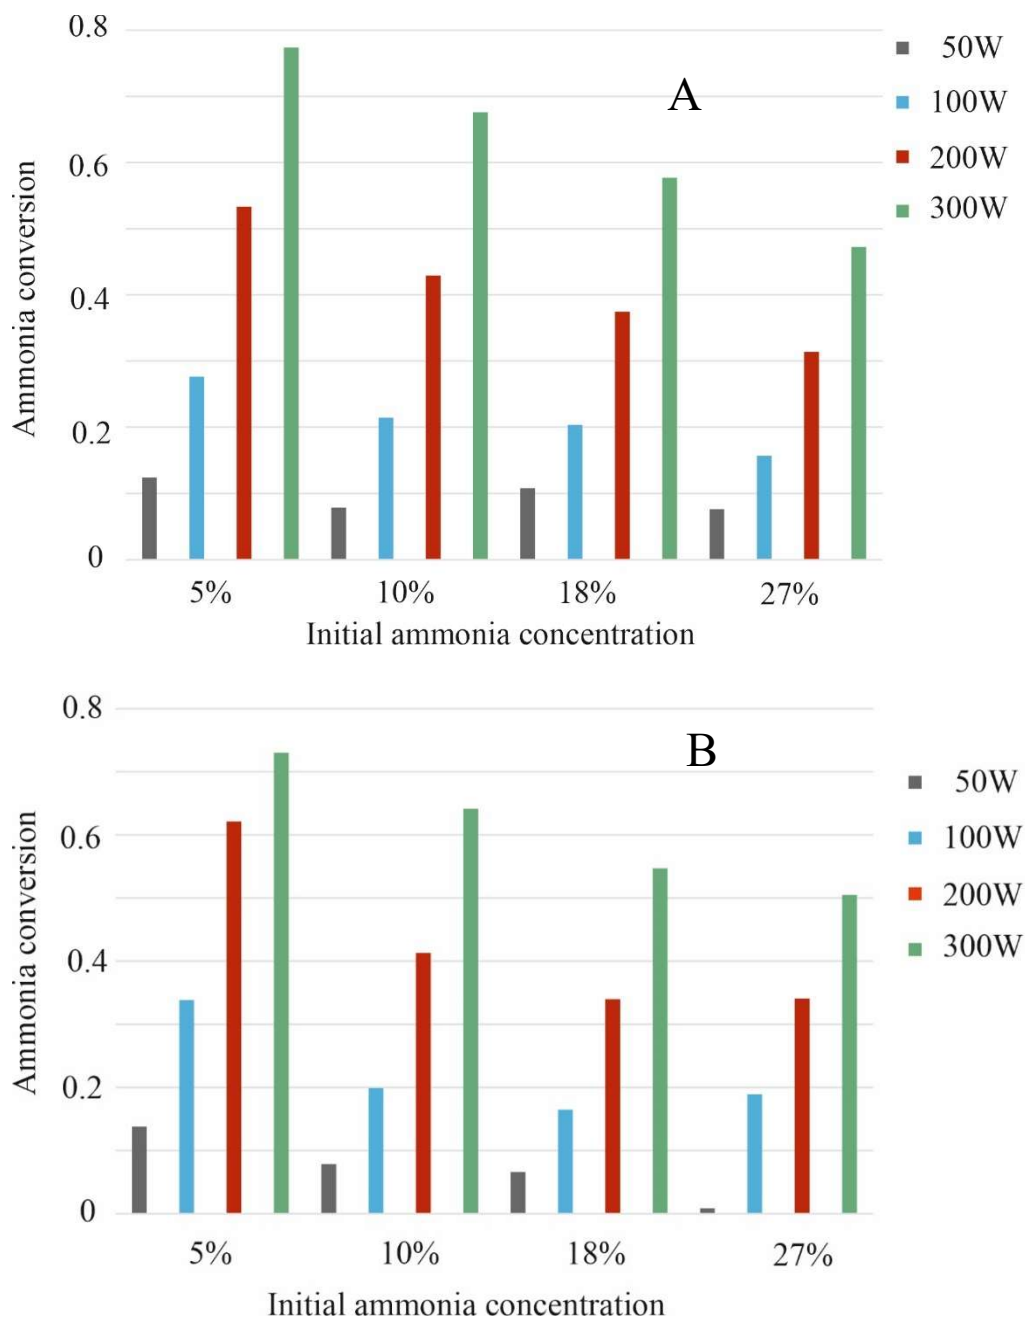 0.8
50W
A
100W
0.6
200W
300W
0.4
0.2
0
Ammonia conversion
5%
10%
18%
27%
Initial ammonia concentration
0.8
B
50W
0.6
100W
200W
0.4
300W
0.2
0
Ammonia conversion
5%
10%
18%
27%
Initial ammonia concentration